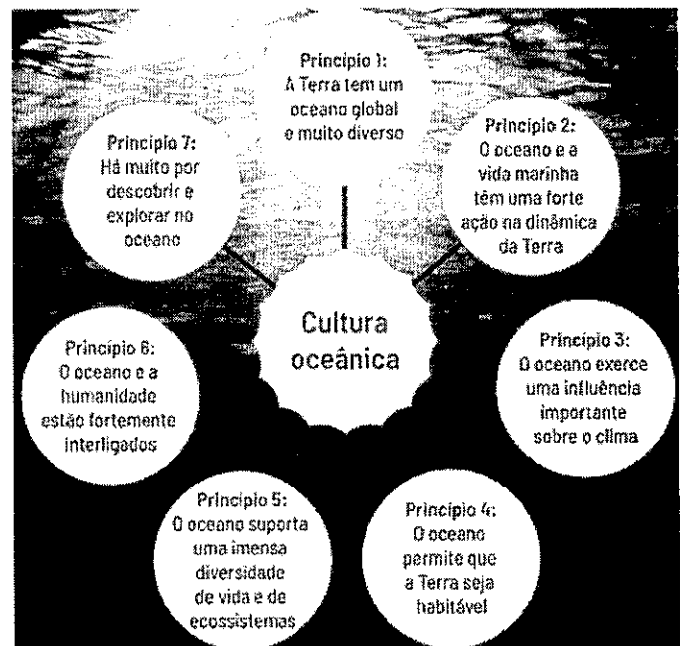 Princípio 1:
A Terra tem um
oceano global
e muito diverso
Princípio 2:
O oceano e a
vida marinha
têm uma forte
ação na dinâmica
da Terra
Princípio 3:
O oceano exerce
uma influência
importante
sobre o clima
Princípio 4:
O oceano
permite que
a Terra seja
habitável
Princípio 5:
O oceano suporta
uma imensa
diversidade
de vida e de
ecossistemas
Princípio 6:
O oceano e a
humanidade
estão fortemente
interligados
Princípio 7:
Há muito por
descobrir e
explorar no
oceano
Cultura
oceânica